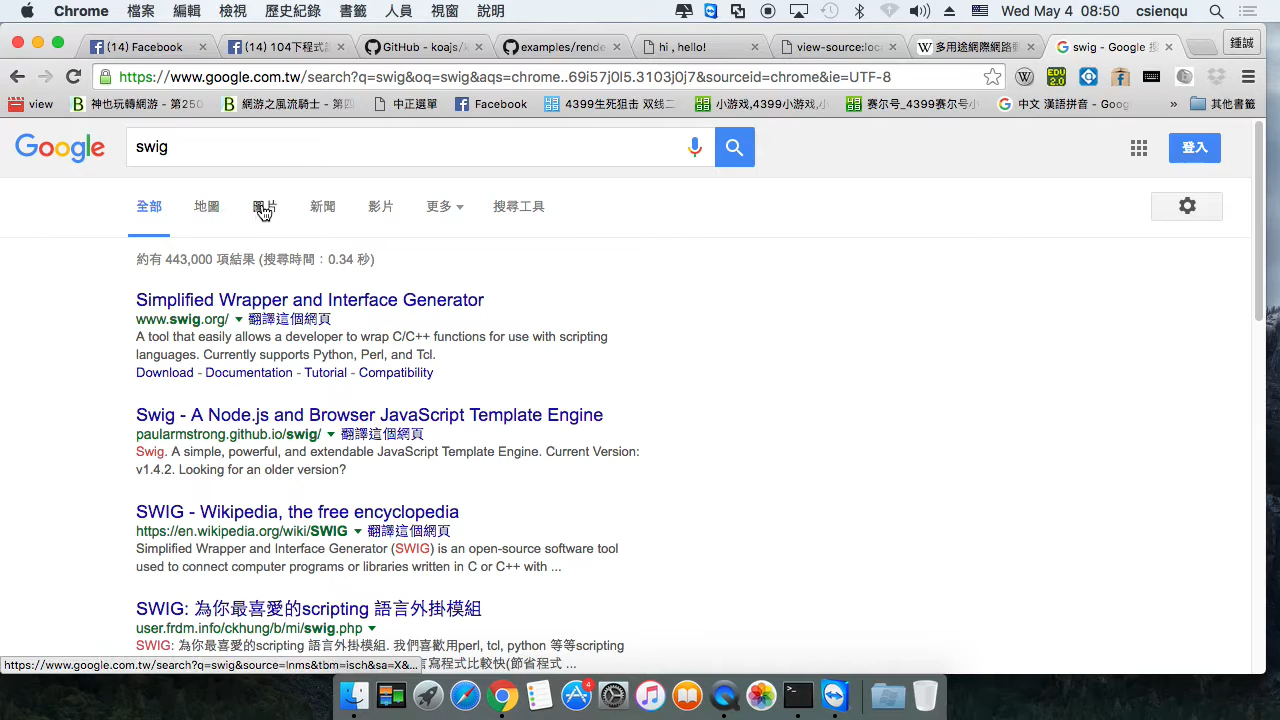 Chrome 檔案 編輯 檢視 歷史紀錄 書籤 人員 視窗 說明 Wed May 4 08:50 csienqu
(14) Facebook (14) 104下程式 GitHub - koajs/k examples/rende hi , hello! view-source:loca 多用途網際網路 swig - Google 搜 鍾誠
https://www.google.com.tw/search?q=swig&oq=swig&aqs=chrome..69i57j0l5.3103j0j7&sourceid=chrome&ie=UTF-8
view 神也玩轉網游 - 第250 網游之風流騎士 - 第四 中正選單 Facebook 4399生死狙击 双线二 小游戏,4399小游戏, 赛尔号_4399赛尔号小 中文 漢語拼音 - Goog » 其他書籤
Google swig 登入
全部 地圖 圖片 新聞 影片 更多 搜尋工具
約有 443,000 項結果 (搜尋時間：0.34 秒)
Simplified Wrapper and Interface Generator
www.swig.org/ 翻譯這個網頁
A tool that easily allows a developer to wrap C/C++ functions for use with scripting
languages. Currently supports Python, Perl, and Tcl.
Download - Documentation - Tutorial - Compatibility
Swig - A Node.js and Browser JavaScript Template Engine
paularmstrong.github.io/swig/ 翻譯這個網頁
Swig. A simple, powerful, and extendable JavaScript Template Engine. Current Version:
v1.4.2. Looking for an older version?
SWIG - Wikipedia, the free encyclopedia
https://en.wikipedia.org/wiki/SWIG 翻譯這個網頁
Simplified Wrapper and Interface Generator (SWIG) is an open-source software tool
used to connect computer programs or libraries written in C or C++ with ...
SWIG: 為你最喜愛的scripting 語言外掛模組
user.frdm.info/ckhung/b/mi/swig.php
SWIG: 為你最喜愛的scripting 語言外掛模組. 我們喜歡用perl, tcl, python 等等scripting
https://www.google.com.tw/search?q=swig&source=lnms&tbm=isch&sa=X&... 言寫程式比較快(節省程式 ...
4